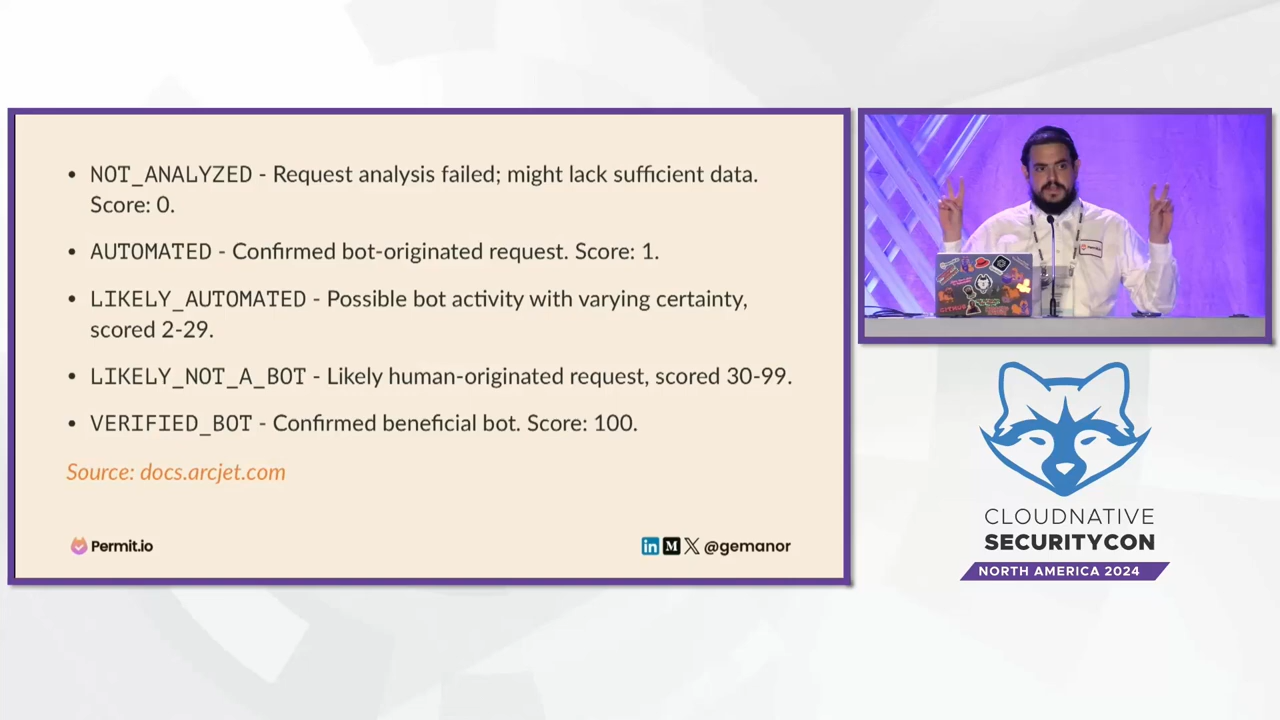 • NOT_ANALYZED - Request analysis failed; might lack sufficient data.
Score: 0.
• AUTOMATED - Confirmed bot-originated request. Score: 1.
• LIKELY_AUTOMATED - Possible bot activity with varying certainty,
scored 2-29.
• LIKELY_NOT_A_BOT - Likely human-originated request, scored 30-99.
• VERIFIED_BOT - Confirmed beneficial bot. Score: 100.
Source: docs.arcjet.com
Permit.io
in M X @gemanor
CLOUDNATIVE
SECURITYCON
NORTH AMERICA 2024